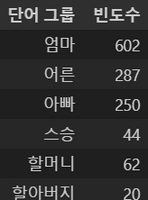 단어 그룹 빈도수
엄마 602
어른 287
아빠 250
스승 44
할머니 62
할아버지 20